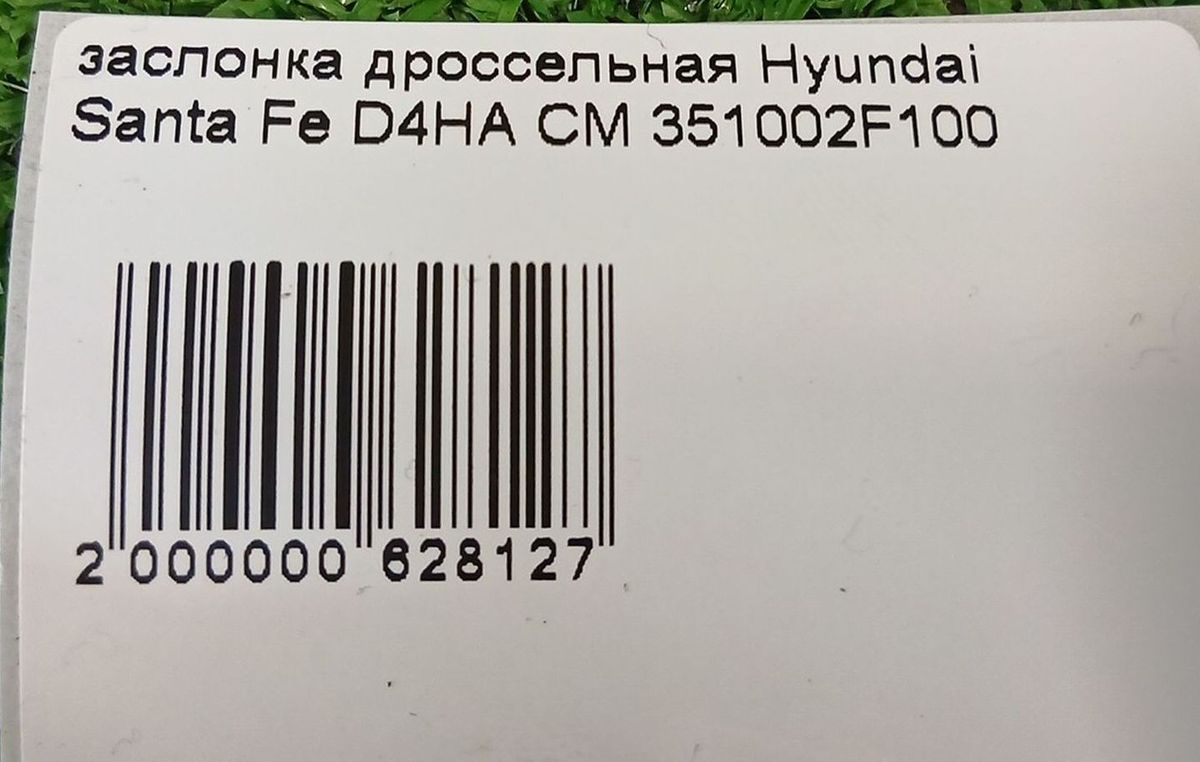 заслонка дроссельная Hyundai
Santa Fe D4HA CM 351002F100
2 000000 628127